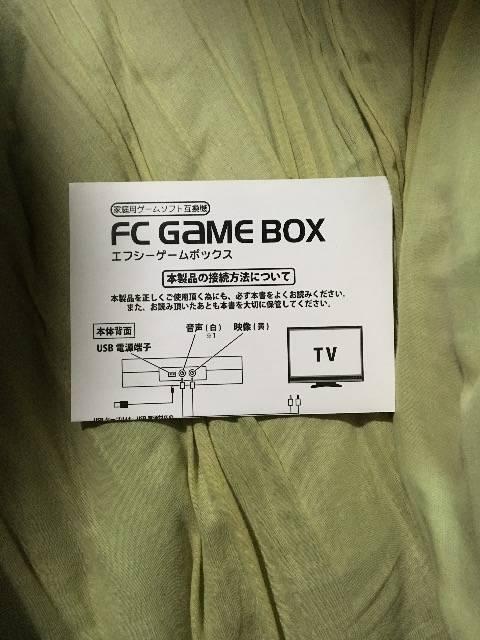 家庭用ゲームソフト互換機
FC GAME BOX
エフシーゲームボックス
本製品の接続方法について
本製品を正しくご使用頂く為にも、必ず本書をよくお読みください。
また、お読み頂いたあとも本書を大切に保管してください。
本体背面
音声(白)
映像(黄)
※1
USB電源端子
TV